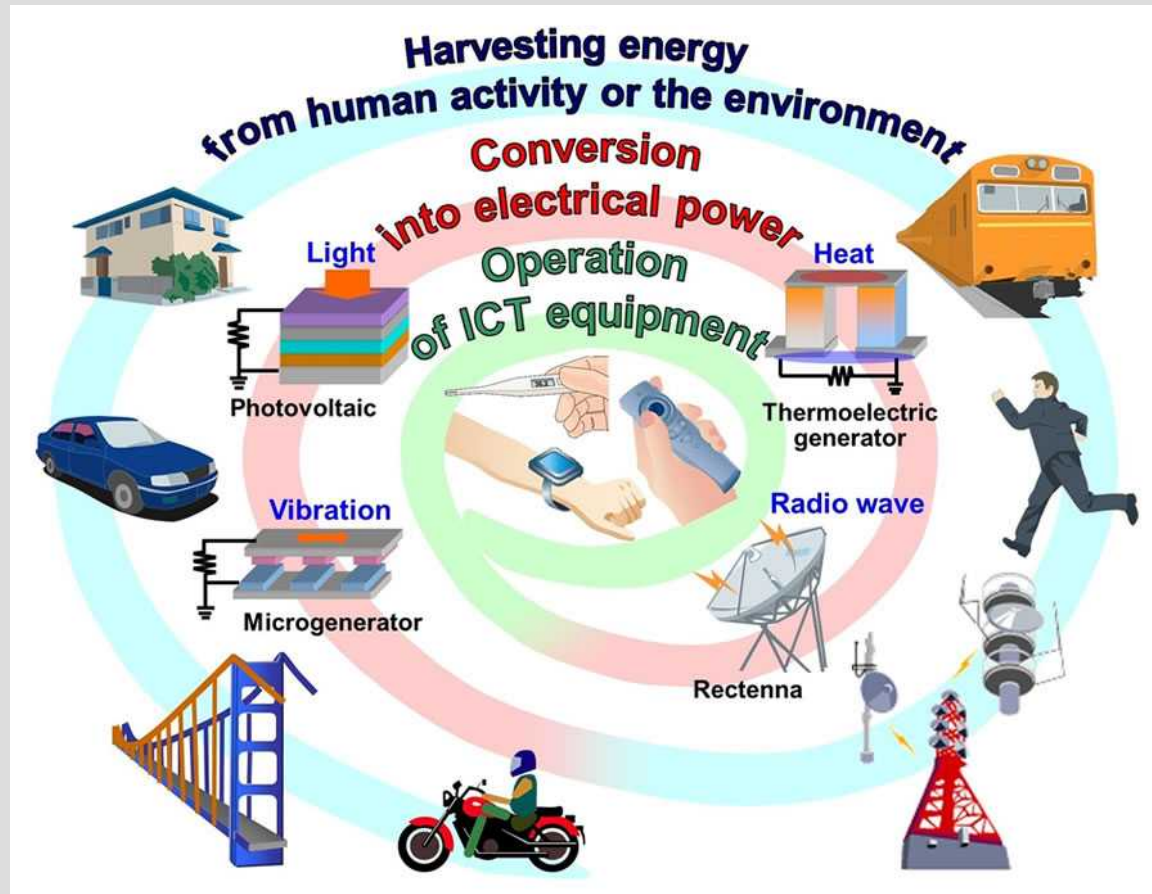 Harvesting energy
from human activity or the environment
Conversion
into electrical power
Operation
of ICT equipment
Light
Photovoltaic
Heat
Thermoelectric
generator
Vibration
Microgenerator
Radio wave
Rectenna